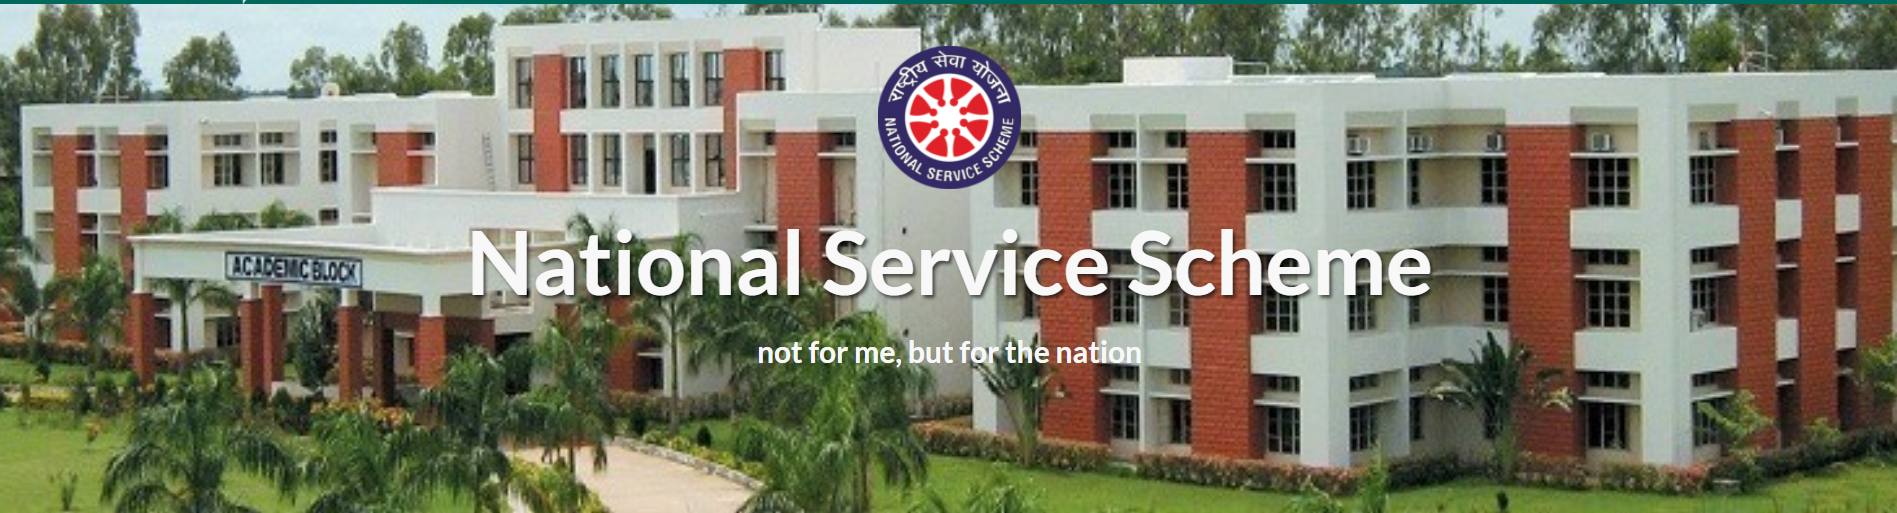 राष्ट्रीय सेवा योजना
NATIONAL SERVICE SCHEME
National Service Scheme
ACADEMIC BLOCK
not for me, but for the nation